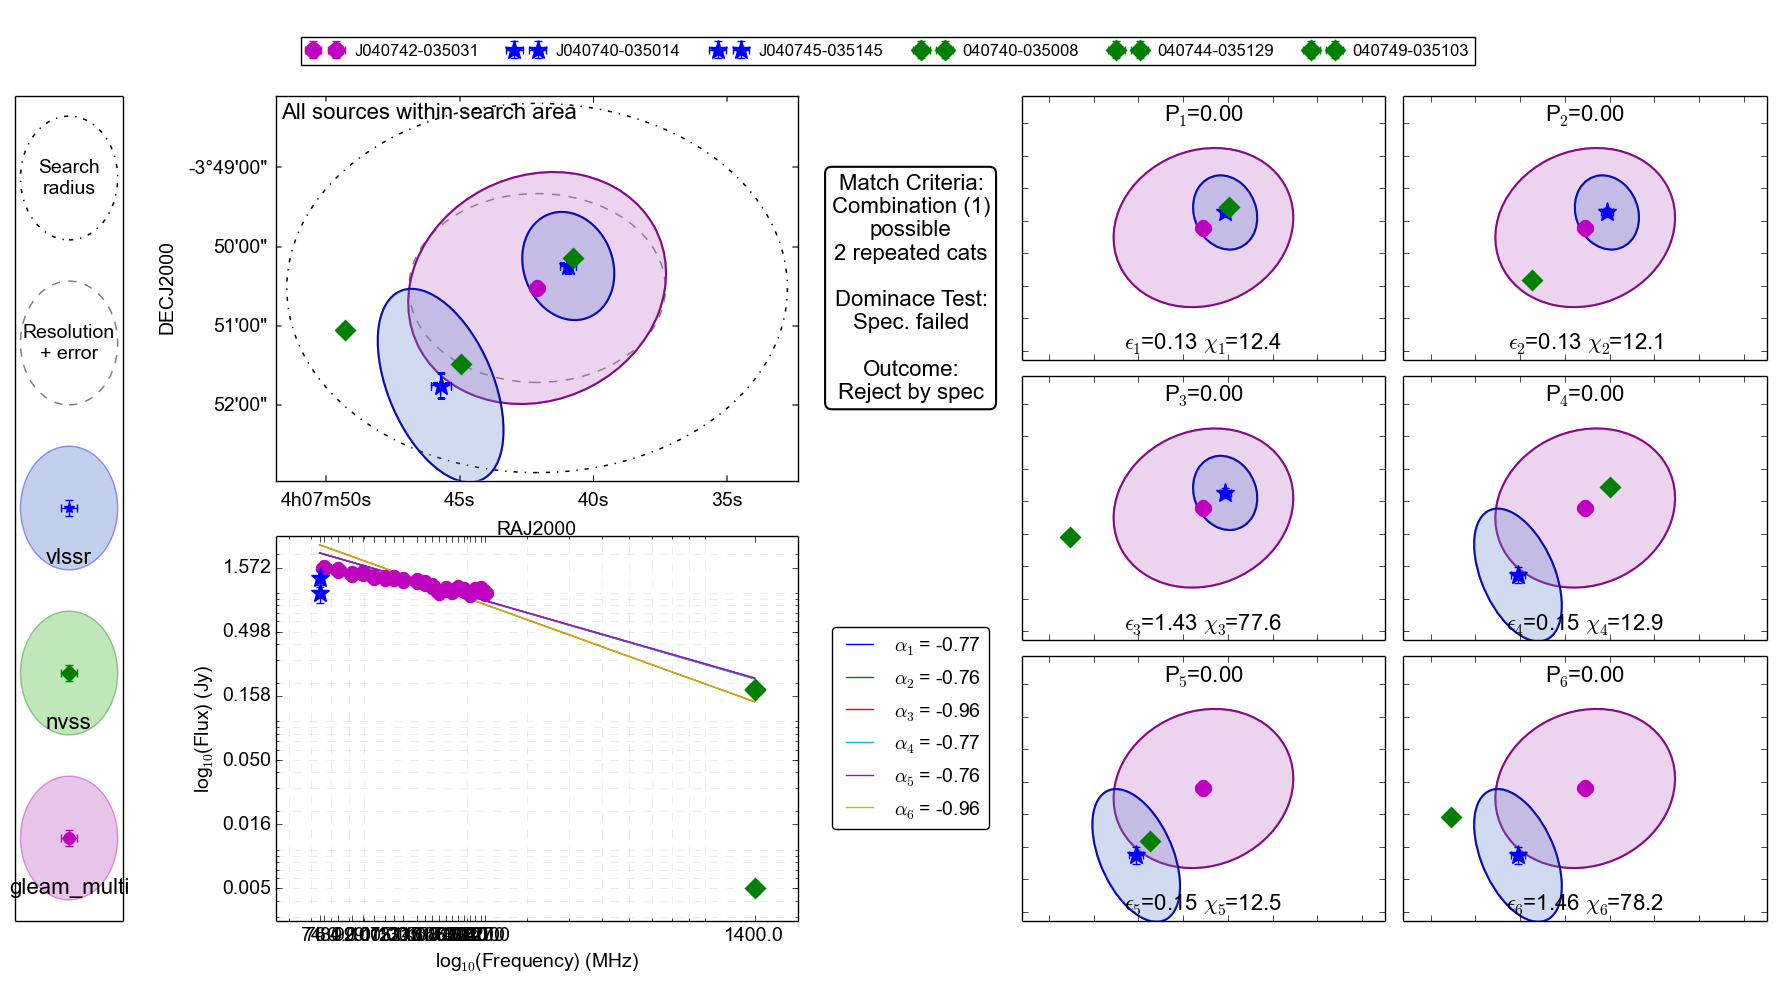 J040742-035031 J040740-035014 J040745-035145 040740-035008 040744-035129 040749-035103
Search
radius
Resolution
+ error
vlssr
nvss
gleam_multi
All sources within search area
-3°49'00"
50'00"
51'00"
52'00"
DECJ2000
4h07m50s 45s 40s 35s
RAJ2000
1.572
0.498
0.158
0.050
0.016
0.005
log10(Flux) (Jy)
1400.0
log10(Frequency) (MHz)
Match Criteria:
Combination (1)
possible
2 repeated cats
Dominace Test:
Spec. failed
Outcome:
Reject by spec
α1 = -0.77
α2 = -0.76
α3 = -0.96
α4 = -0.77
α5 = -0.76
α6 = -0.96
P1=0.00
ϵ1=0.13 χ1=12.4
P2=0.00
ϵ2=0.13 χ2=12.1
P3=0.00
ϵ3=1.43 χ3=77.6
P4=0.00
ϵ4=0.15 χ4=12.9
P5=0.00
ϵ5=0.15 χ5=12.5
P6=0.00
ϵ6=1.46 χ6=78.2